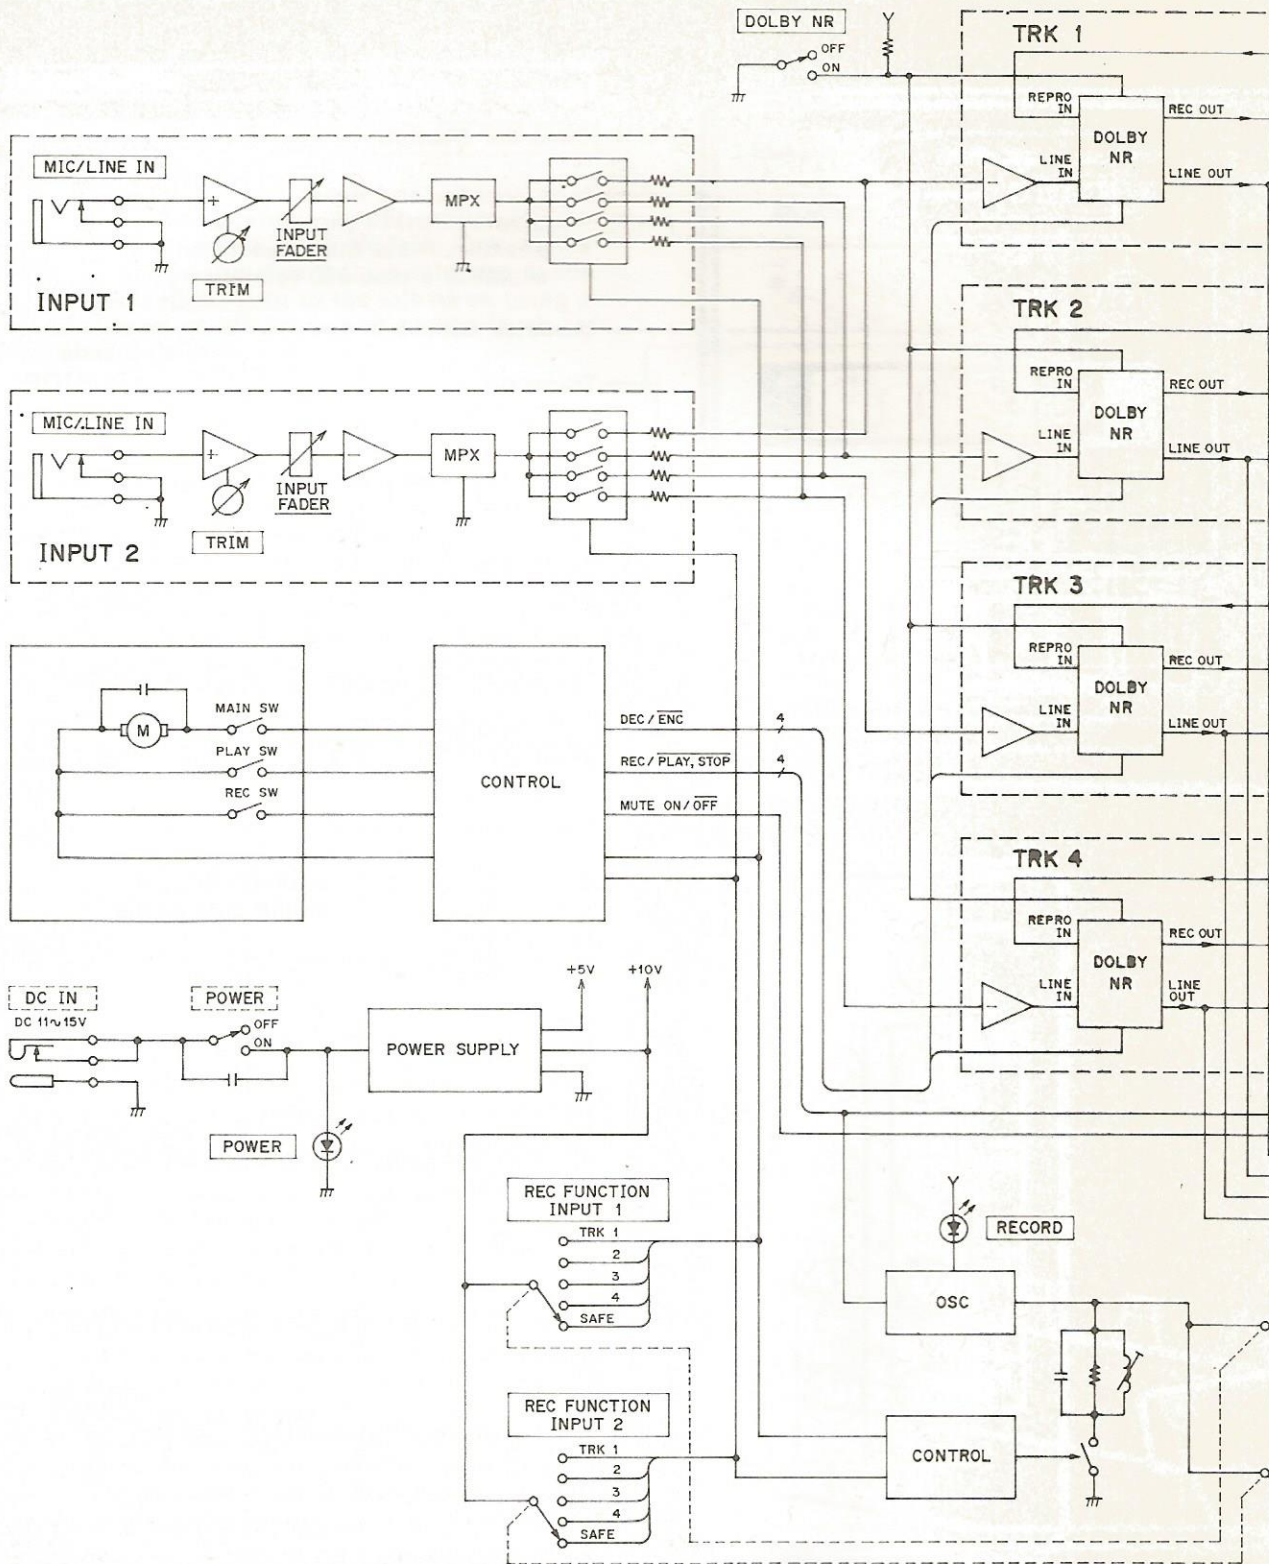 DOLBY NR
OFF
ON
TRK 1
REPRO IN
DOLBY NR
REC OUT
LINE IN
LINE OUT
MIC/LINE IN
+
INPUT FADER
−
MPX
TRIM
INPUT 1
−
TRK 2
REPRO IN
DOLBY NR
REC OUT
LINE IN
LINE OUT
−
MIC/LINE IN
+
INPUT FADER
−
MPX
TRIM
INPUT 2
TRK 3
REPRO IN
DOLBY NR
REC OUT
LINE IN
LINE OUT
−
M
MAIN SW
PLAY SW
REC SW
CONTROL
DEC/E̅N̅C̅
4
REC/P̅L̅A̅Y̅,̅ ̅S̅T̅O̅P̅
4
MUTE ON/O̅F̅F̅
TRK 4
REPRO IN
DOLBY NR
REC OUT
LINE IN
LINE OUT
−
DC IN
DC 11~15V
POWER
OFF
ON
POWER SUPPLY
+5V
+10V
POWER
REC FUNCTION
INPUT 1
TRK 1
2
3
4
SAFE
RECORD
OSC
REC FUNCTION
INPUT 2
TRK 1
2
3
4
SAFE
CONTROL